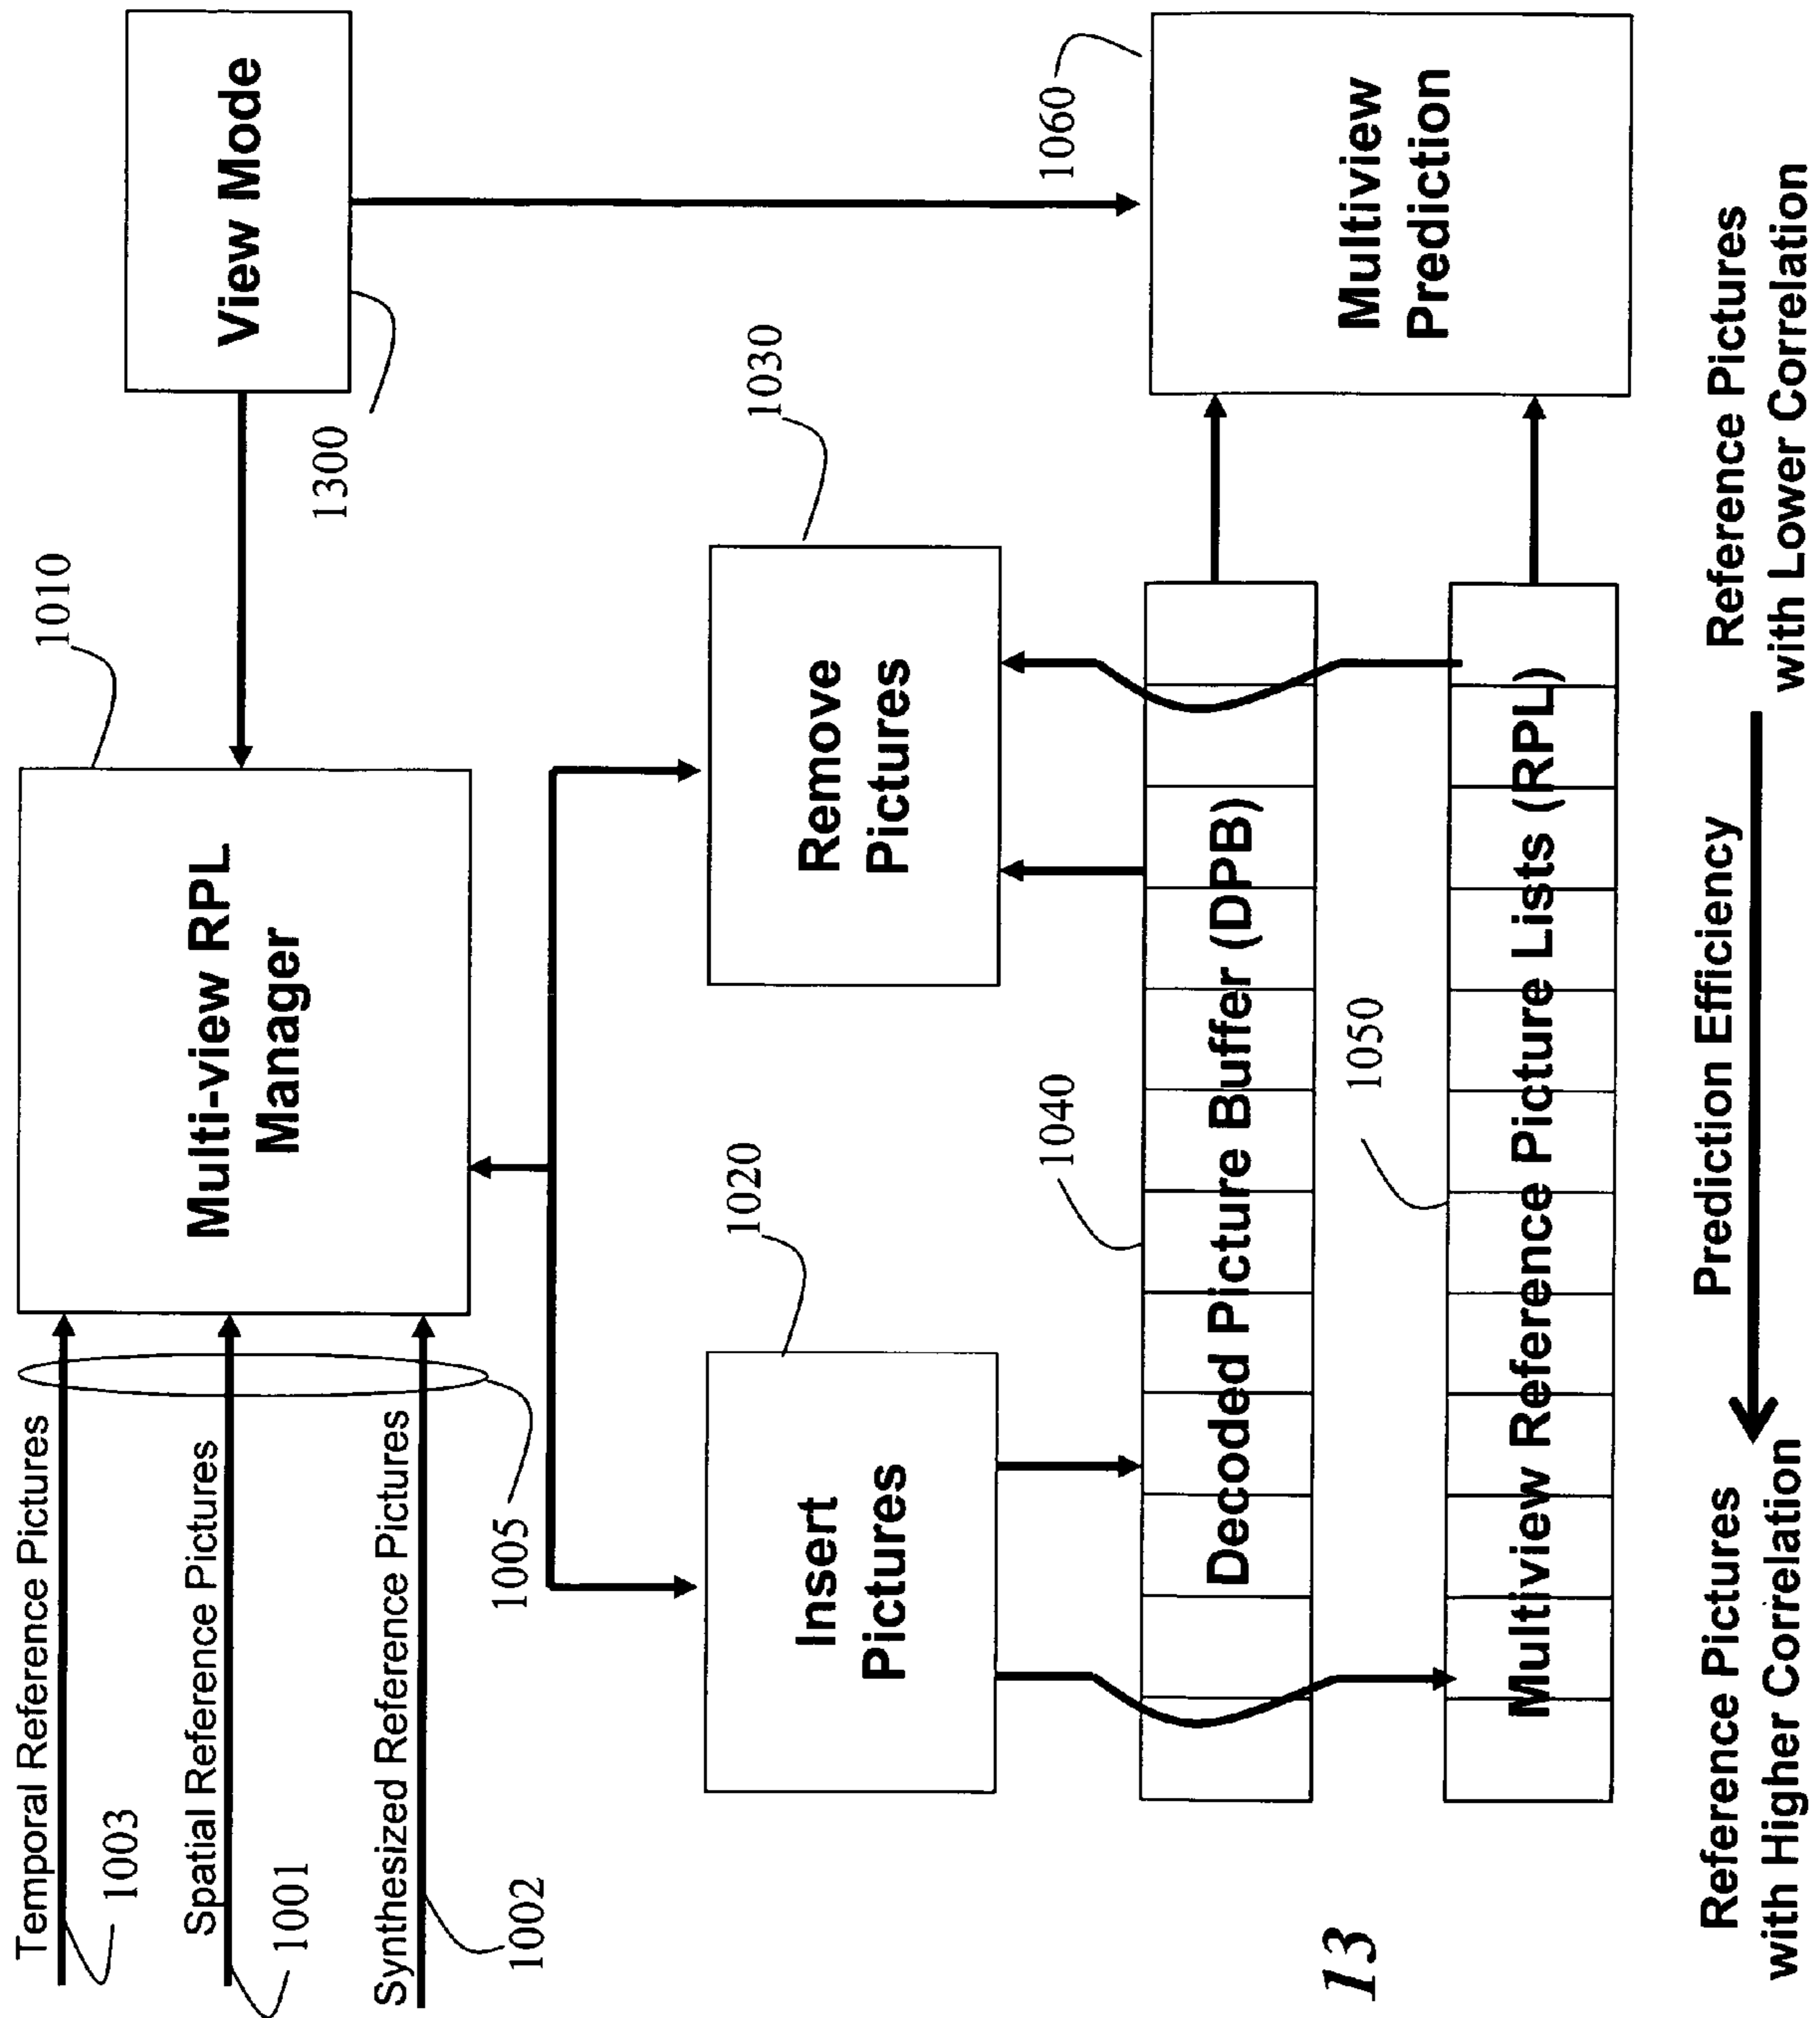 Temporal Reference Pictures
1003
Spatial Reference Pictures
1001
Synthesized Reference Pictures
1002
1005
Multi-view RPL
Manager
1010
View Mode
1300
Insert
Pictures
1020
Remove
Pictures
1030
1040
Decoded Picture Buffer (DPB)
1050
Multiview Reference Picture Lists (RPL)
Multiview
Prediction
1060
13
Reference Pictures
with Higher Correlation
Prediction Efficiency
Reference Pictures
with Lower Correlation